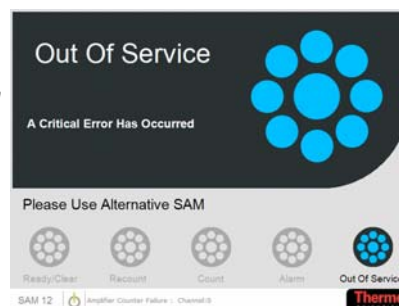 Out Of Service
A Critical Error Has Occurred
Please Use Alternative SAM
Ready/Clear Recount Count Alarm Out Of Service
SAM 12 Amplifier Counter Failure : Channel:5 Thermo